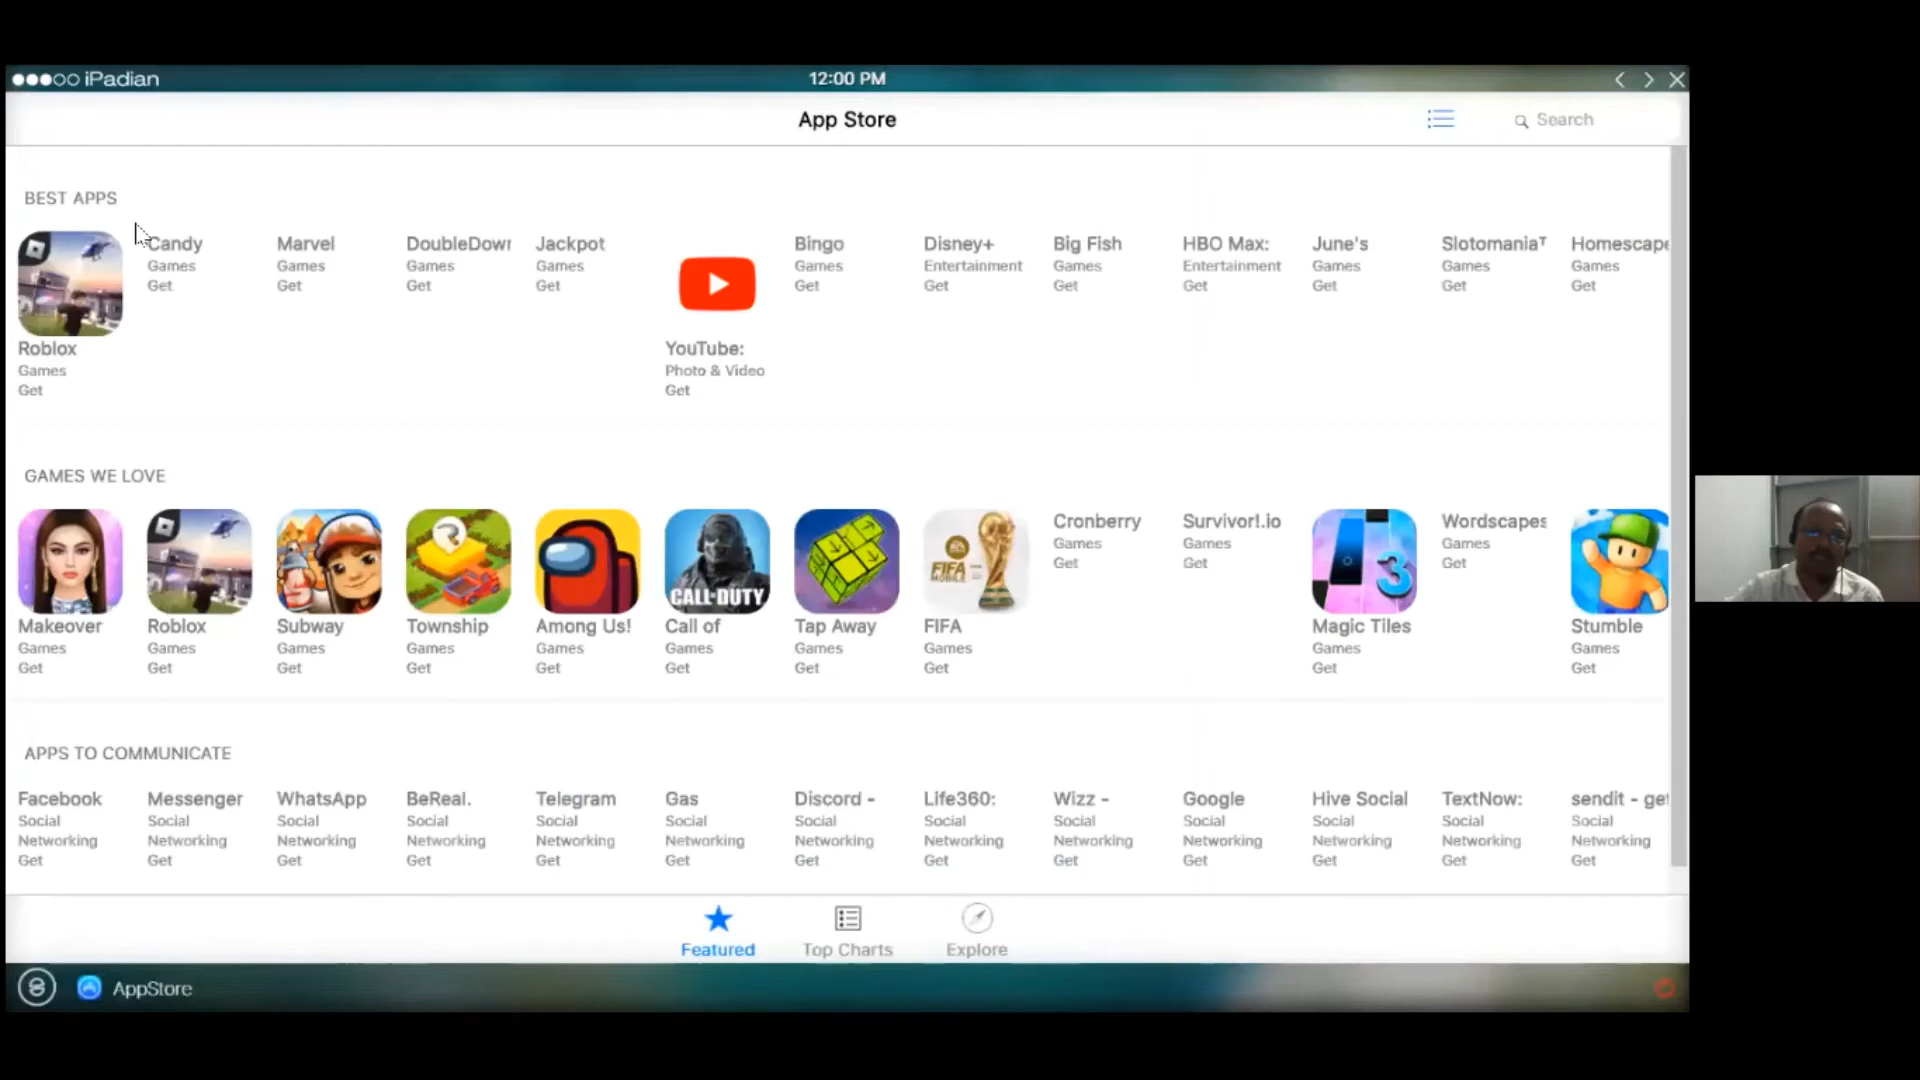 iPadian
12:00 PM
App Store
Search
BEST APPS
Roblox
Games
Get
Candy
Games
Get
Marvel
Games
Get
DoubleDown
Games
Get
Jackpot
Games
Get
YouTube:
Photo & Video
Get
Bingo
Games
Get
Disney+
Entertainment
Get
Big Fish
Games
Get
HBO Max:
Entertainment
Get
June's
Games
Get
Slotomania™
Games
Get
Homescape
Games
Get
GAMES WE LOVE
Makeover
Games
Get
Roblox
Games
Get
Subway
Games
Get
Township
Games
Get
Among Us!
Games
Get
CALL OF DUTY
Call of
Games
Get
Tap Away
Games
Get
EA SPORTS
FIFA
MOBILE
FIFA
Games
Get
Cronberry
Games
Get
Survivor!.io
Games
Get
3
Magic Tiles
Games
Get
Wordscapes
Games
Get
Stumble
Games
Get
APPS TO COMMUNICATE
Facebook
Social
Networking
Get
Messenger
Social
Networking
Get
WhatsApp
Social
Networking
Get
BeReal.
Social
Networking
Get
Telegram
Social
Networking
Get
Gas
Social
Networking
Get
Discord -
Social
Networking
Get
Life360:
Social
Networking
Get
Wizz -
Social
Networking
Get
Google
Social
Networking
Get
Hive Social
Social
Networking
Get
TextNow:
Social
Networking
Get
sendit - get
Social
Networking
Get
Featured
Top Charts
Explore
AppStore